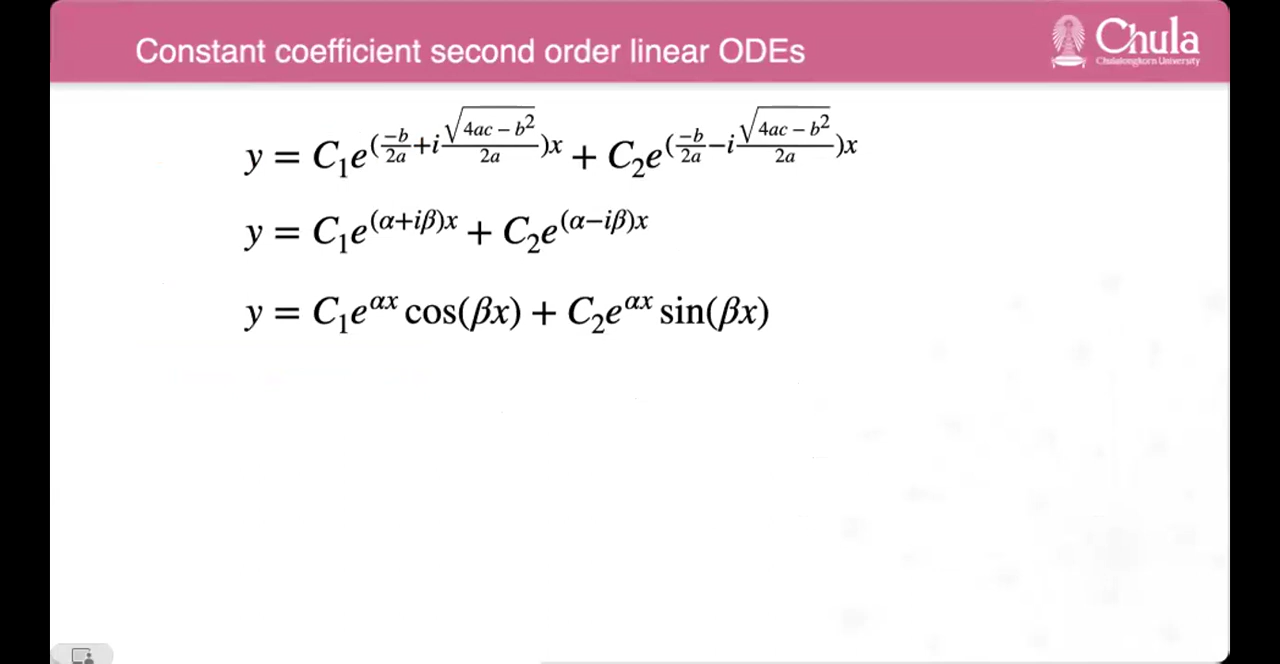 Constant coefficient second order linear ODEs
Chula
Chulalongkorn University
y = C₁e^((-b/2a + i√(4ac − b²)/2a)x) + C₂e^((-b/2a − i√(4ac − b²)/2a)x)
y = C₁e^((α+iβ)x) + C₂e^((α−iβ)x)
y = C₁e^(αx) cos(βx) + C₂e^(αx) sin(βx)